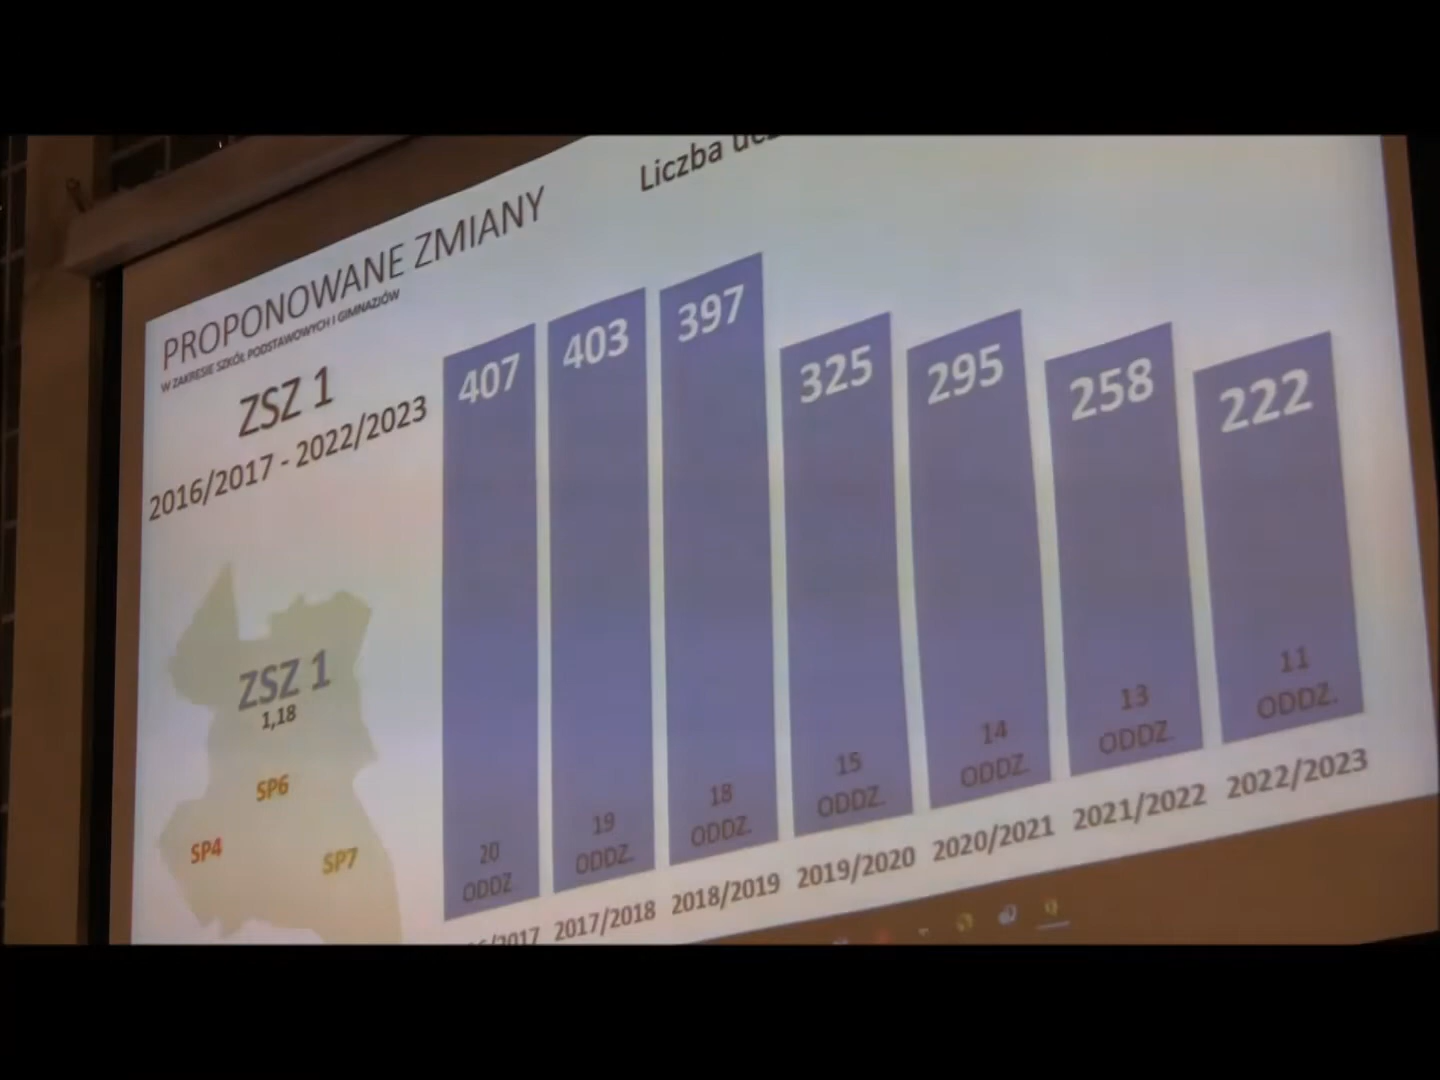 Liczba
PROPONOWANE ZMIANY
W ZAKRESIE SZKÓŁ PODSTAWOWYCH I GIMNAZJÓW
ZSZ 1
2016/2017 - 2022/2023
407
403
397
325
295
258
222
ZSZ 1
1,18
SP6
SP4
SP7
20
ODDZ.
19
ODDZ.
18
ODDZ.
15
ODDZ.
14
ODDZ.
13
ODDZ.
11
ODDZ.
6/2017 2017/2018 2018/2019 2019/2020 2020/2021 2021/2022 2022/2023